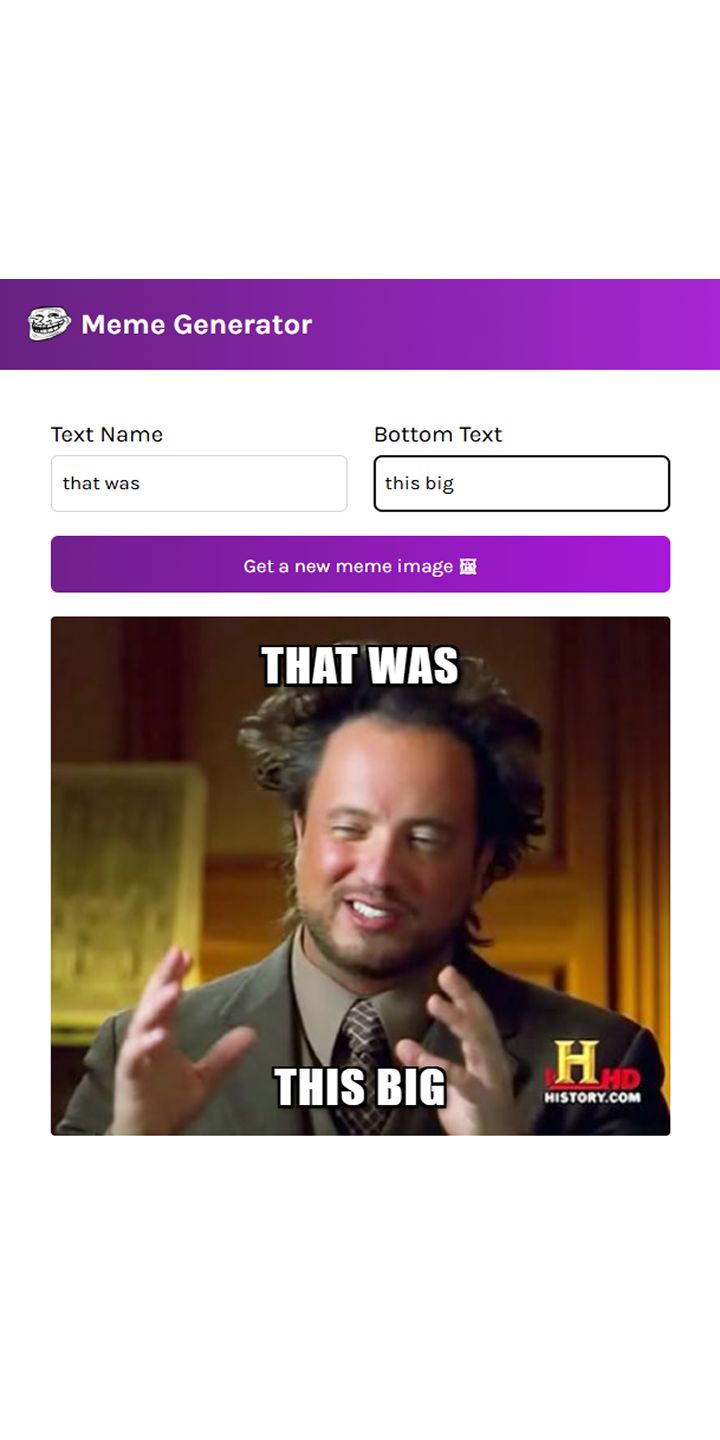 Meme Generator
Text Name
Bottom Text
that was
this big
Get a new meme image 🖼
THAT WAS
THIS BIG
H
HD
HISTORY.COM